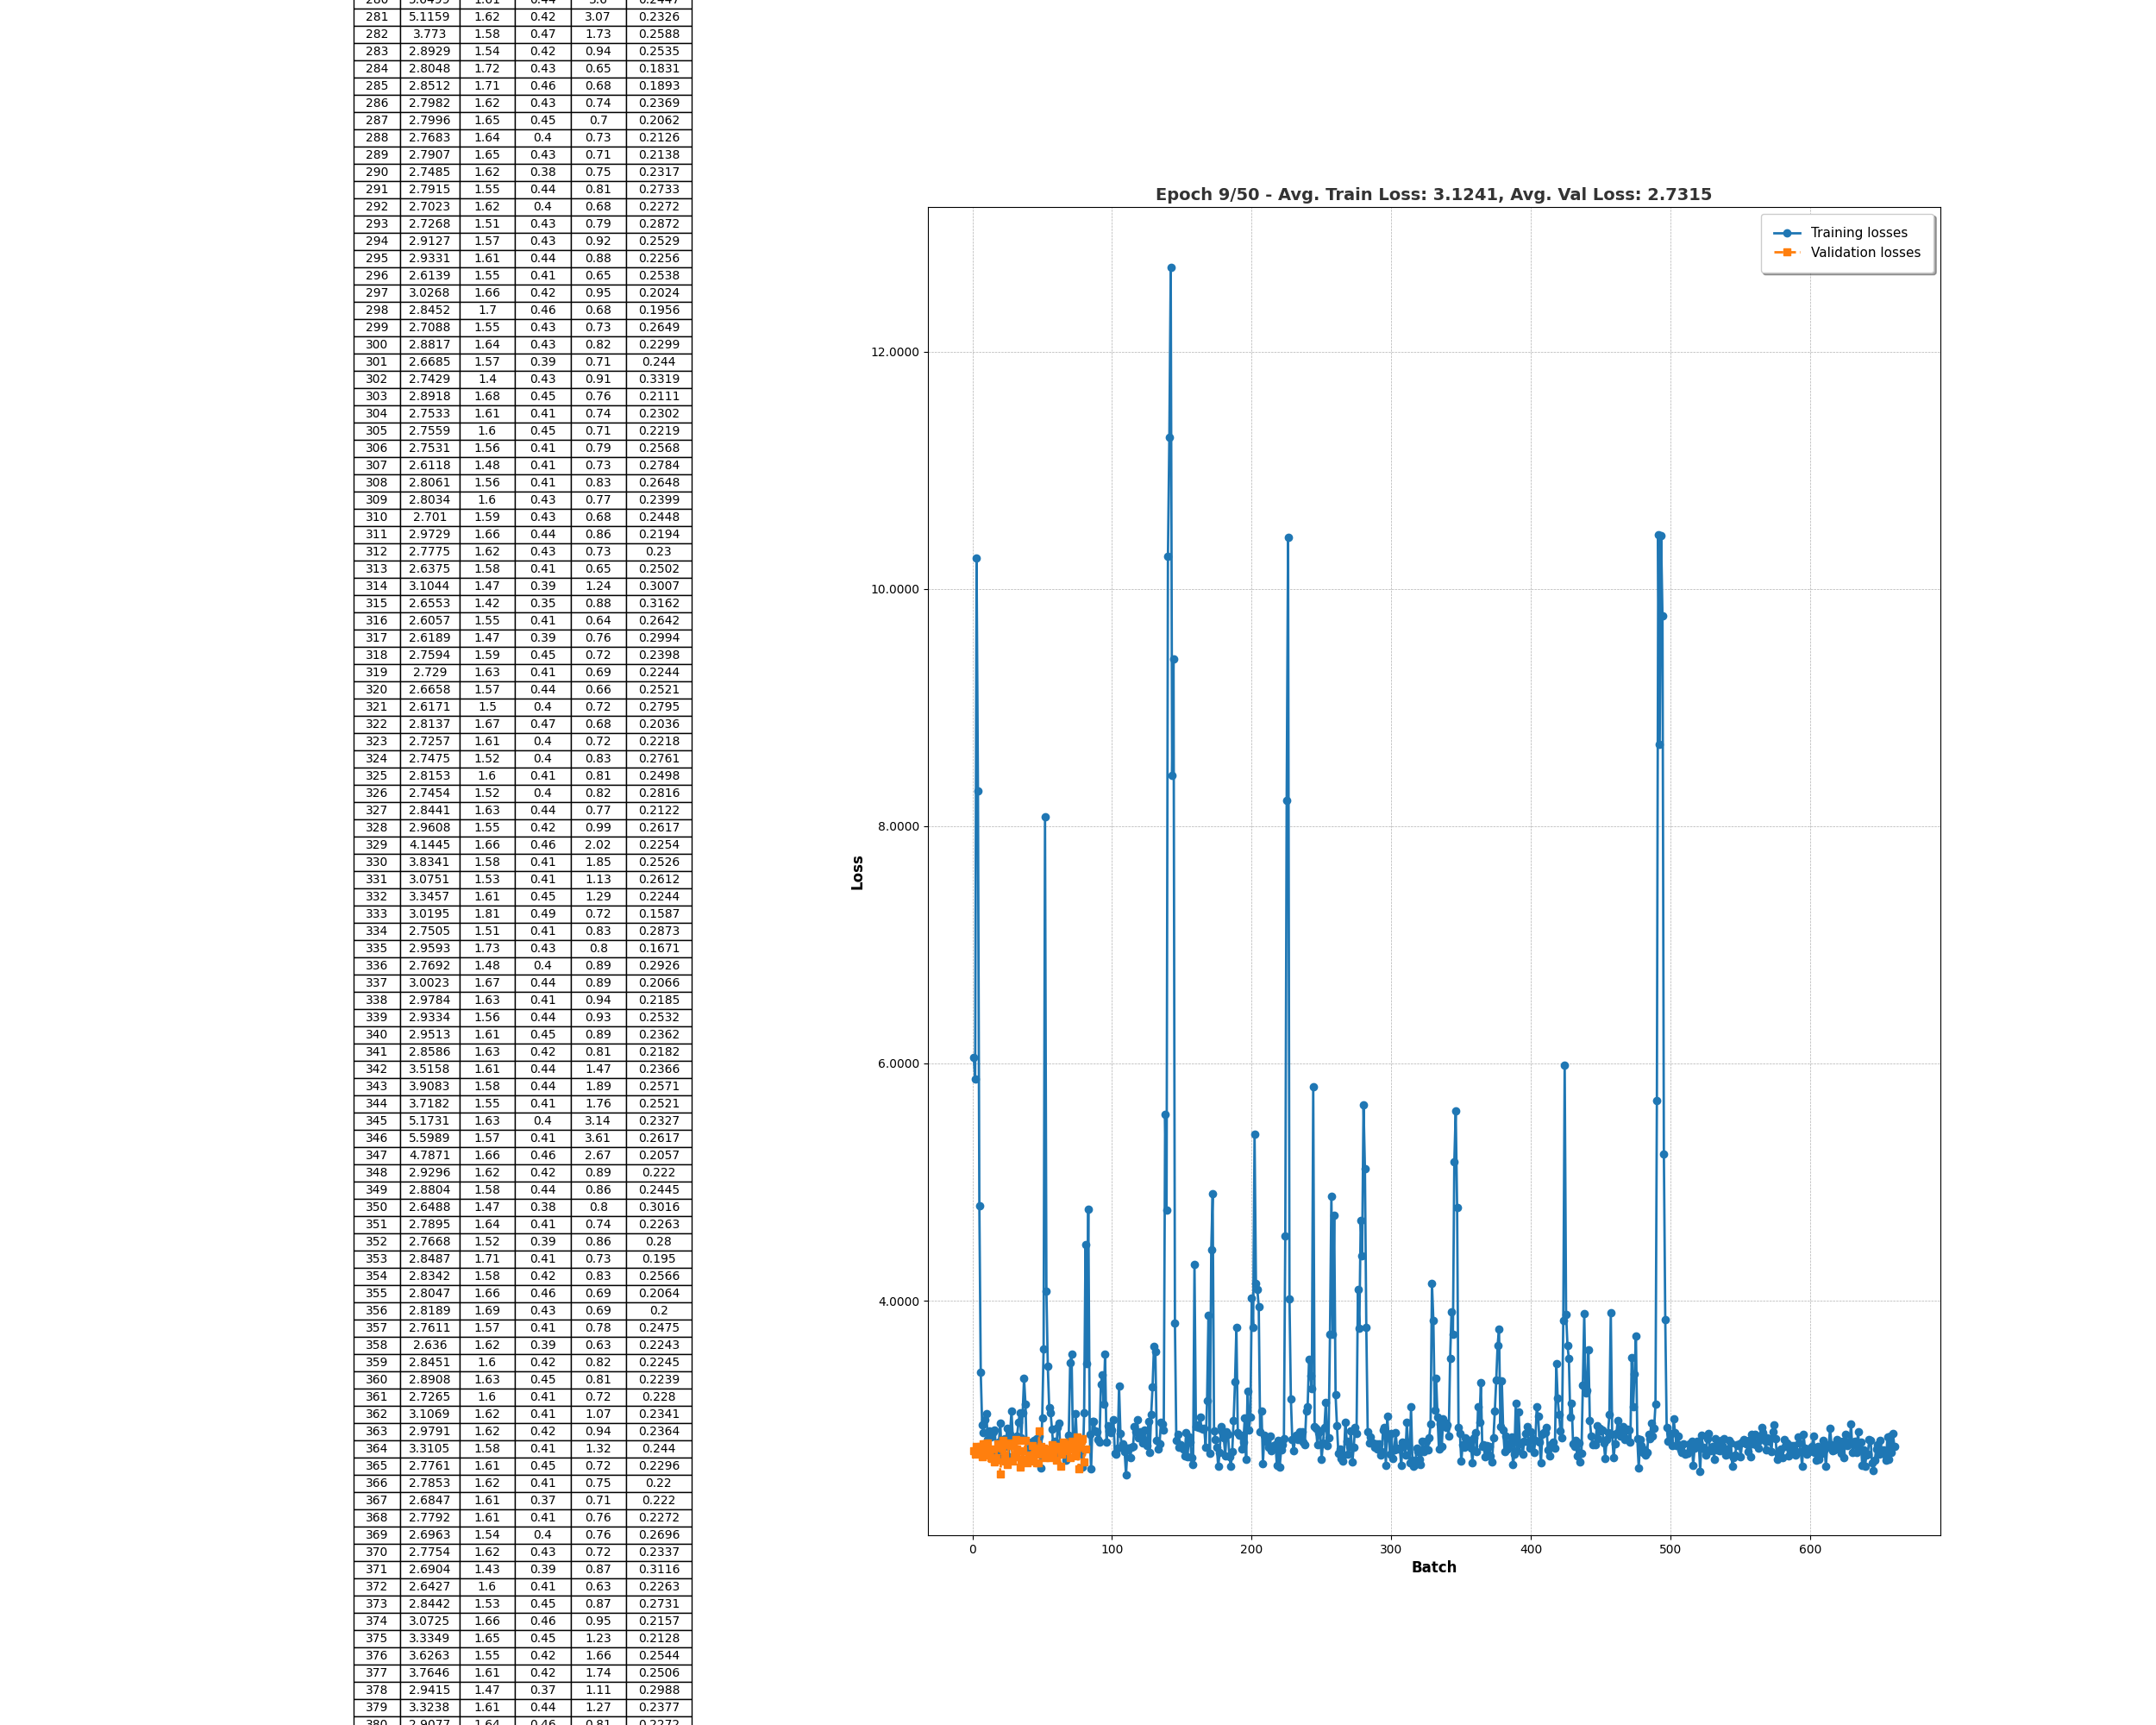 281 5.1159 1.62 0.42 3.07 0.2326
282 3.773 1.58 0.47 1.73 0.2588
283 2.8929 1.54 0.42 0.94 0.2535
284 2.8048 1.72 0.43 0.65 0.1831
285 2.8512 1.71 0.46 0.68 0.1893
286 2.7982 1.62 0.43 0.74 0.2369
287 2.7996 1.65 0.45 0.7 0.2062
288 2.7683 1.64 0.4 0.73 0.2126
289 2.7907 1.65 0.43 0.71 0.2138
290 2.7485 1.62 0.38 0.75 0.2317
291 2.7915 1.55 0.44 0.81 0.2733
292 2.7023 1.62 0.4 0.68 0.2272
293 2.7268 1.51 0.43 0.79 0.2872
294 2.9127 1.57 0.43 0.92 0.2529
295 2.9331 1.61 0.44 0.88 0.2256
296 2.6139 1.55 0.41 0.65 0.2538
297 3.0268 1.66 0.42 0.95 0.2024
298 2.8452 1.7 0.46 0.68 0.1956
299 2.7088 1.55 0.43 0.73 0.2649
300 2.8817 1.64 0.43 0.82 0.2299
301 2.6685 1.57 0.39 0.71 0.244
302 2.7429 1.4 0.43 0.91 0.3319
303 2.8918 1.68 0.45 0.76 0.2111
304 2.7533 1.61 0.41 0.74 0.2302
305 2.7559 1.6 0.45 0.71 0.2219
306 2.7531 1.56 0.41 0.79 0.2568
307 2.6118 1.48 0.41 0.73 0.2784
308 2.8061 1.56 0.41 0.83 0.2648
309 2.8034 1.6 0.43 0.77 0.2399
310 2.701 1.59 0.43 0.68 0.2448
311 2.9729 1.66 0.44 0.86 0.2194
312 2.7775 1.62 0.43 0.73 0.23
313 2.6375 1.58 0.41 0.65 0.2502
314 3.1044 1.47 0.39 1.24 0.3007
315 2.6553 1.42 0.35 0.88 0.3162
316 2.6057 1.55 0.41 0.64 0.2642
317 2.6189 1.47 0.39 0.76 0.2994
318 2.7594 1.59 0.45 0.72 0.2398
319 2.729 1.63 0.41 0.69 0.2244
320 2.6658 1.57 0.44 0.66 0.2521
321 2.6171 1.5 0.4 0.72 0.2795
322 2.8137 1.67 0.47 0.68 0.2036
323 2.7257 1.61 0.4 0.72 0.2218
324 2.7475 1.52 0.4 0.83 0.2761
325 2.8153 1.6 0.41 0.81 0.2498
326 2.7454 1.52 0.4 0.82 0.2816
327 2.8441 1.63 0.44 0.77 0.2122
328 2.9608 1.55 0.42 0.99 0.2617
329 4.1445 1.66 0.46 2.02 0.2254
330 3.8341 1.58 0.41 1.85 0.2526
331 3.0751 1.53 0.41 1.13 0.2612
332 3.3457 1.61 0.45 1.29 0.2244
333 3.0195 1.81 0.49 0.72 0.1587
334 2.7505 1.51 0.41 0.83 0.2873
335 2.9593 1.73 0.43 0.8 0.1671
336 2.7692 1.48 0.4 0.89 0.2926
337 3.0023 1.67 0.44 0.89 0.2066
338 2.9784 1.63 0.41 0.94 0.2185
339 2.9334 1.56 0.44 0.93 0.2532
340 2.9513 1.61 0.45 0.89 0.2362
341 2.8586 1.63 0.42 0.81 0.2182
342 3.5158 1.61 0.44 1.47 0.2366
343 3.9083 1.58 0.44 1.89 0.2571
344 3.7182 1.55 0.41 1.76 0.2521
345 5.1731 1.63 0.4 3.14 0.2327
346 5.5989 1.57 0.41 3.61 0.2617
347 4.7871 1.66 0.46 2.67 0.2057
348 2.9296 1.62 0.42 0.89 0.222
349 2.8804 1.58 0.44 0.86 0.2445
350 2.6488 1.47 0.38 0.8 0.3016
351 2.7895 1.64 0.41 0.74 0.2263
352 2.7668 1.52 0.39 0.86 0.28
353 2.8487 1.71 0.41 0.73 0.195
354 2.8342 1.58 0.42 0.83 0.2566
355 2.8047 1.66 0.46 0.69 0.2064
356 2.8189 1.69 0.43 0.69 0.2
357 2.7611 1.57 0.41 0.78 0.2475
358 2.636 1.62 0.39 0.63 0.2243
359 2.8451 1.6 0.42 0.82 0.2245
360 2.8908 1.63 0.45 0.81 0.2239
361 2.7265 1.6 0.41 0.72 0.228
362 3.1069 1.62 0.41 1.07 0.2341
363 2.9791 1.62 0.42 0.94 0.2364
364 3.3105 1.58 0.41 1.32 0.244
365 2.7761 1.61 0.45 0.72 0.2296
366 2.7853 1.62 0.41 0.75 0.22
367 2.6847 1.61 0.37 0.71 0.222
368 2.7792 1.61 0.41 0.76 0.2272
369 2.6963 1.54 0.4 0.76 0.2696
370 2.7754 1.62 0.43 0.72 0.2337
371 2.6904 1.43 0.39 0.87 0.3116
372 2.6427 1.6 0.41 0.63 0.2263
373 2.8442 1.53 0.45 0.87 0.2731
374 3.0725 1.66 0.46 0.95 0.2157
375 3.3349 1.65 0.45 1.23 0.2128
376 3.6263 1.55 0.42 1.66 0.2544
377 3.7646 1.61 0.42 1.74 0.2506
378 2.9415 1.47 0.37 1.11 0.2988
379 3.3238 1.61 0.44 1.27 0.2377
380 2.9077 1.64 0.46 0.81 0.2272
Epoch 9/50 - Avg. Train Loss: 3.1241, Avg. Val Loss: 2.7315
Training losses
Validation losses
12.0000
10.0000
8.0000
6.0000
4.0000
Loss
0 100 200 300 400 500 600
Batch